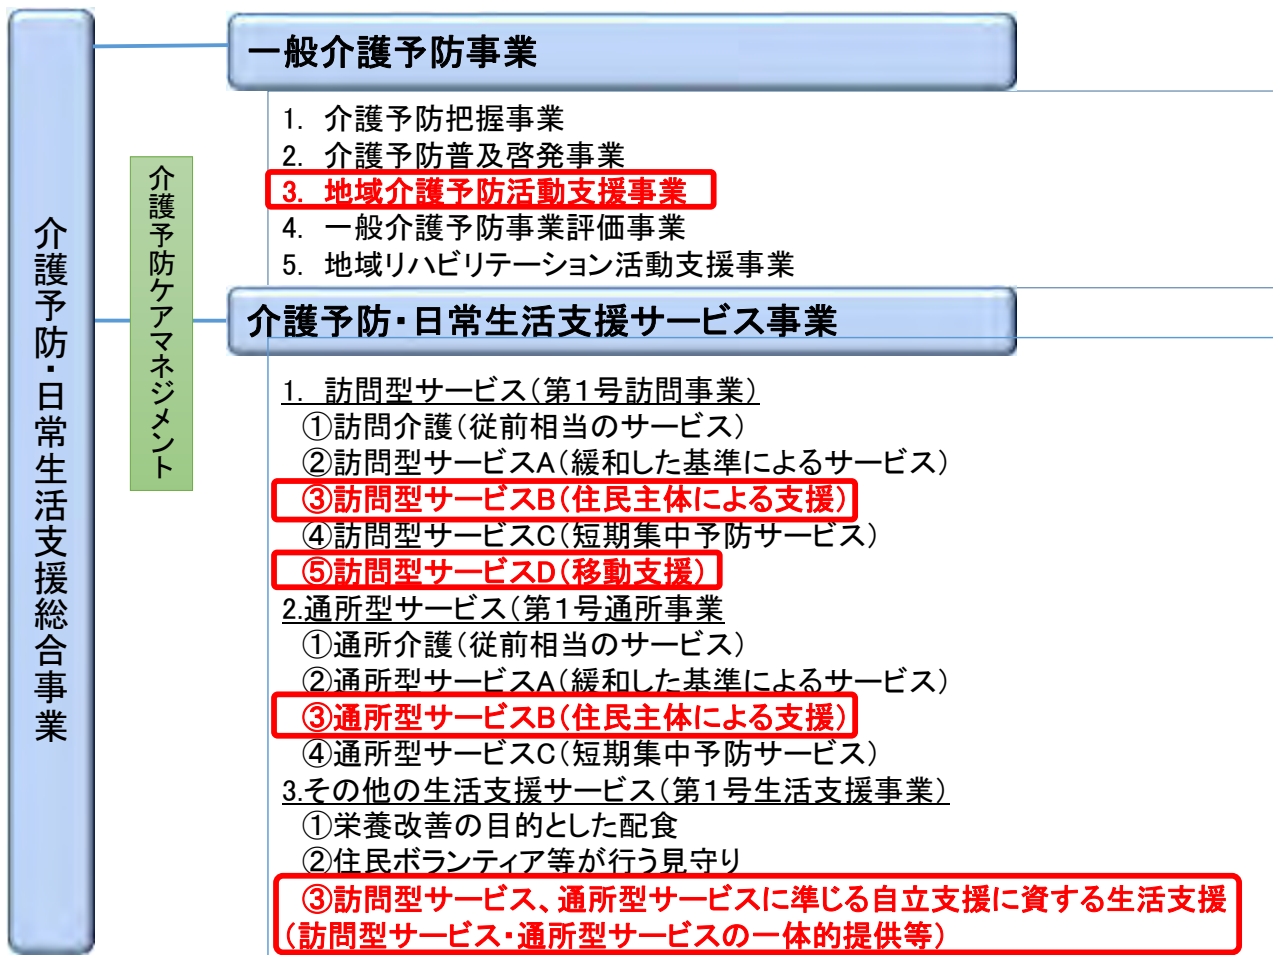 介護予防・日常生活支援総合事業
介護予防ケアマネジメント
一般介護予防事業
1. 介護予防把握事業
2. 介護予防普及啓発事業
3. 地域介護予防活動支援事業
4. 一般介護予防事業評価事業
5. 地域リハビリテーション活動支援事業
介護予防・日常生活支援サービス事業
1. 訪問型サービス(第1号訪問事業)
①訪問介護(従前相当のサービス)
②訪問型サービスA(緩和した基準によるサービス)
③訪問型サービスB(住民主体による支援)
④訪問型サービスC(短期集中予防サービス)
⑤訪問型サービスD(移動支援)
2.通所型サービス(第1号通所事業
①通所介護(従前相当のサービス)
②通所型サービスA(緩和した基準によるサービス)
③通所型サービスB(住民主体による支援)
④通所型サービスC(短期集中予防サービス)
3.その他の生活支援サービス(第1号生活支援事業)
①栄養改善の目的とした配食
②住民ボランティア等が行う見守り
③訪問型サービス、通所型サービスに準じる自立支援に資する生活支援
(訪問型サービス・通所型サービスの一体的提供等)